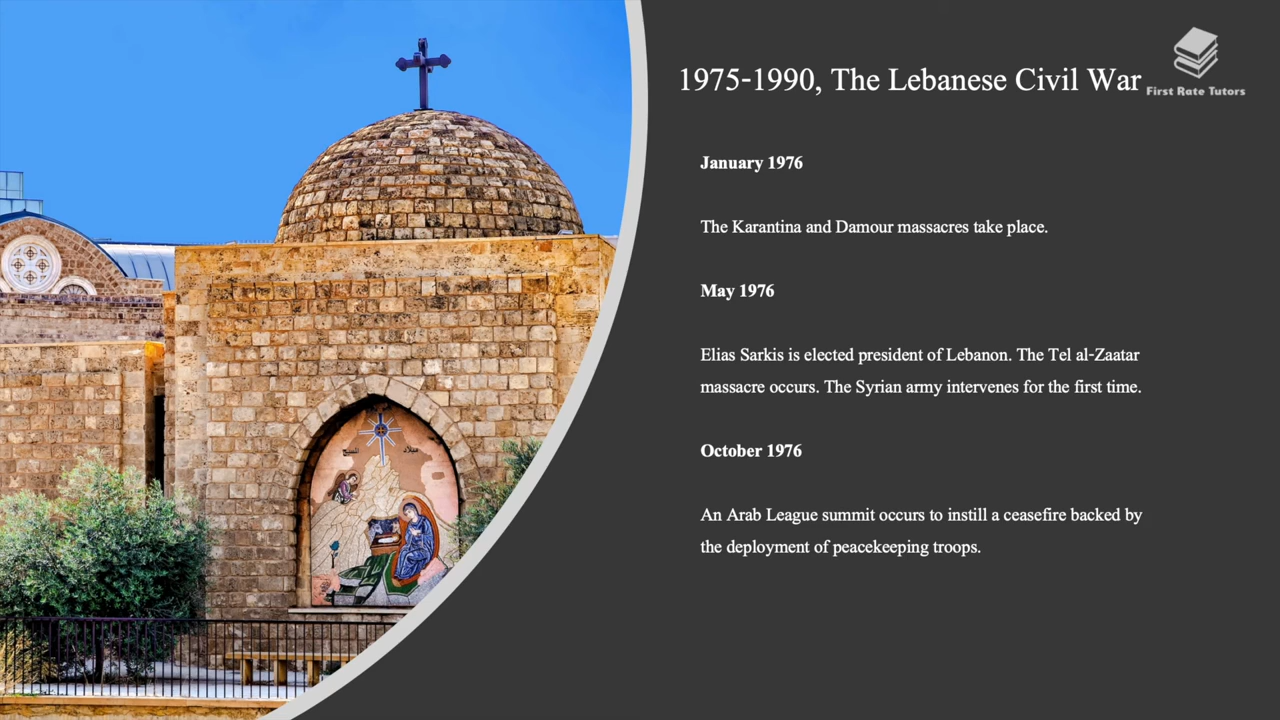 1975-1990, The Lebanese Civil War
First Rate Tutors
January 1976
The Karantina and Damour massacres take place.
May 1976
Elias Sarkis is elected president of Lebanon. The Tel al-Zaatar
massacre occurs. The Syrian army intervenes for the first time.
October 1976
An Arab League summit occurs to instill a ceasefire backed by
the deployment of peacekeeping troops.
ميلاد المسيح